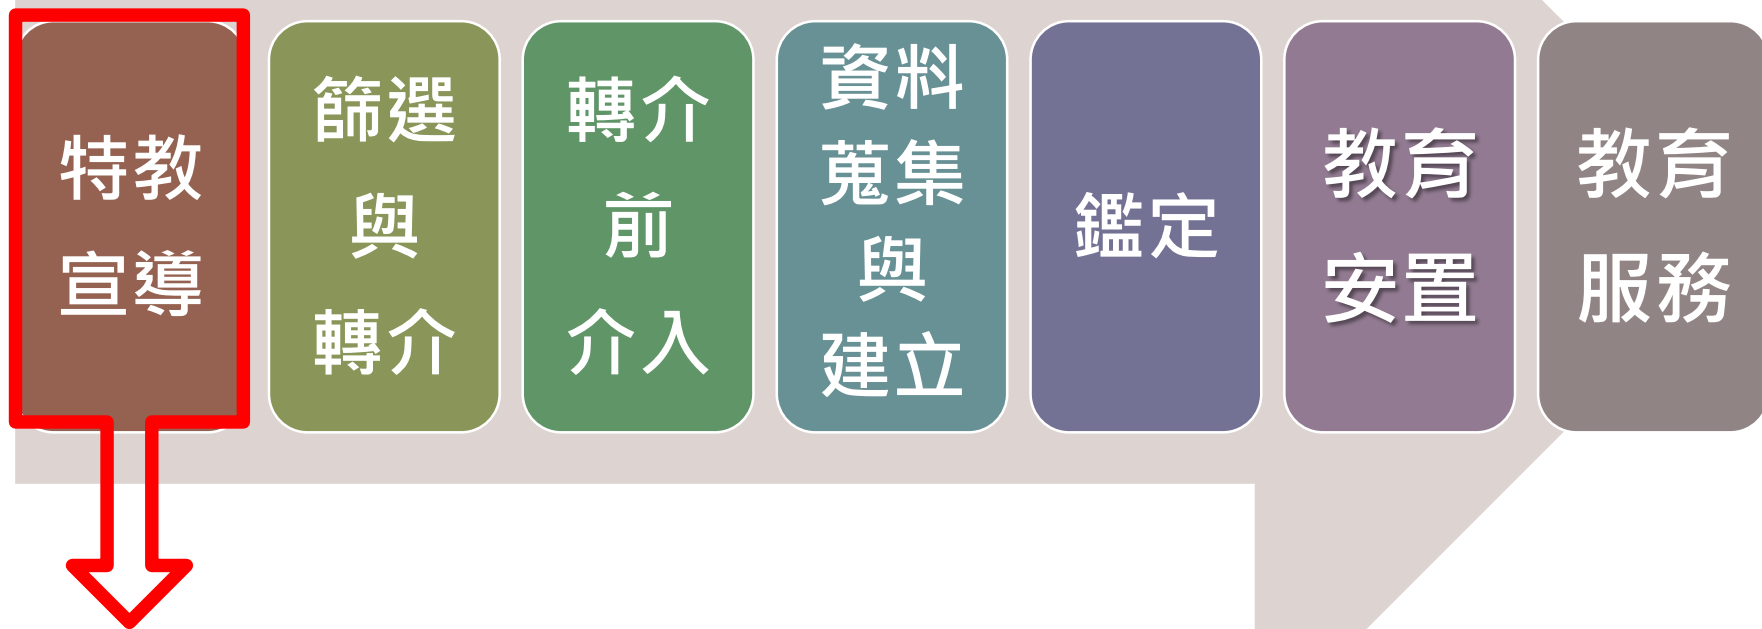 特教
宣導
篩選
與
轉介
轉介
前
介入
資料
蒐集
與
建立
鑑定
教育
安置
教育
服務